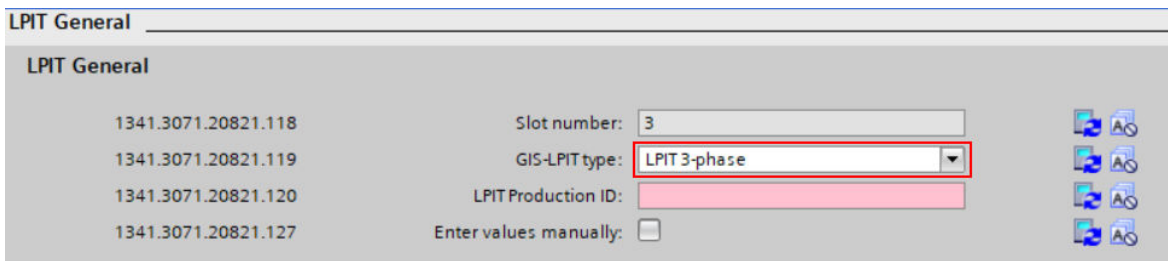 LPIT General
LPIT General
1341.3071.20821.118 Slot number: 3
1341.3071.20821.119 GIS-LPIT type: LPIT 3-phase
1341.3071.20821.120 LPIT Production ID:
1341.3071.20821.127 Enter values manually: